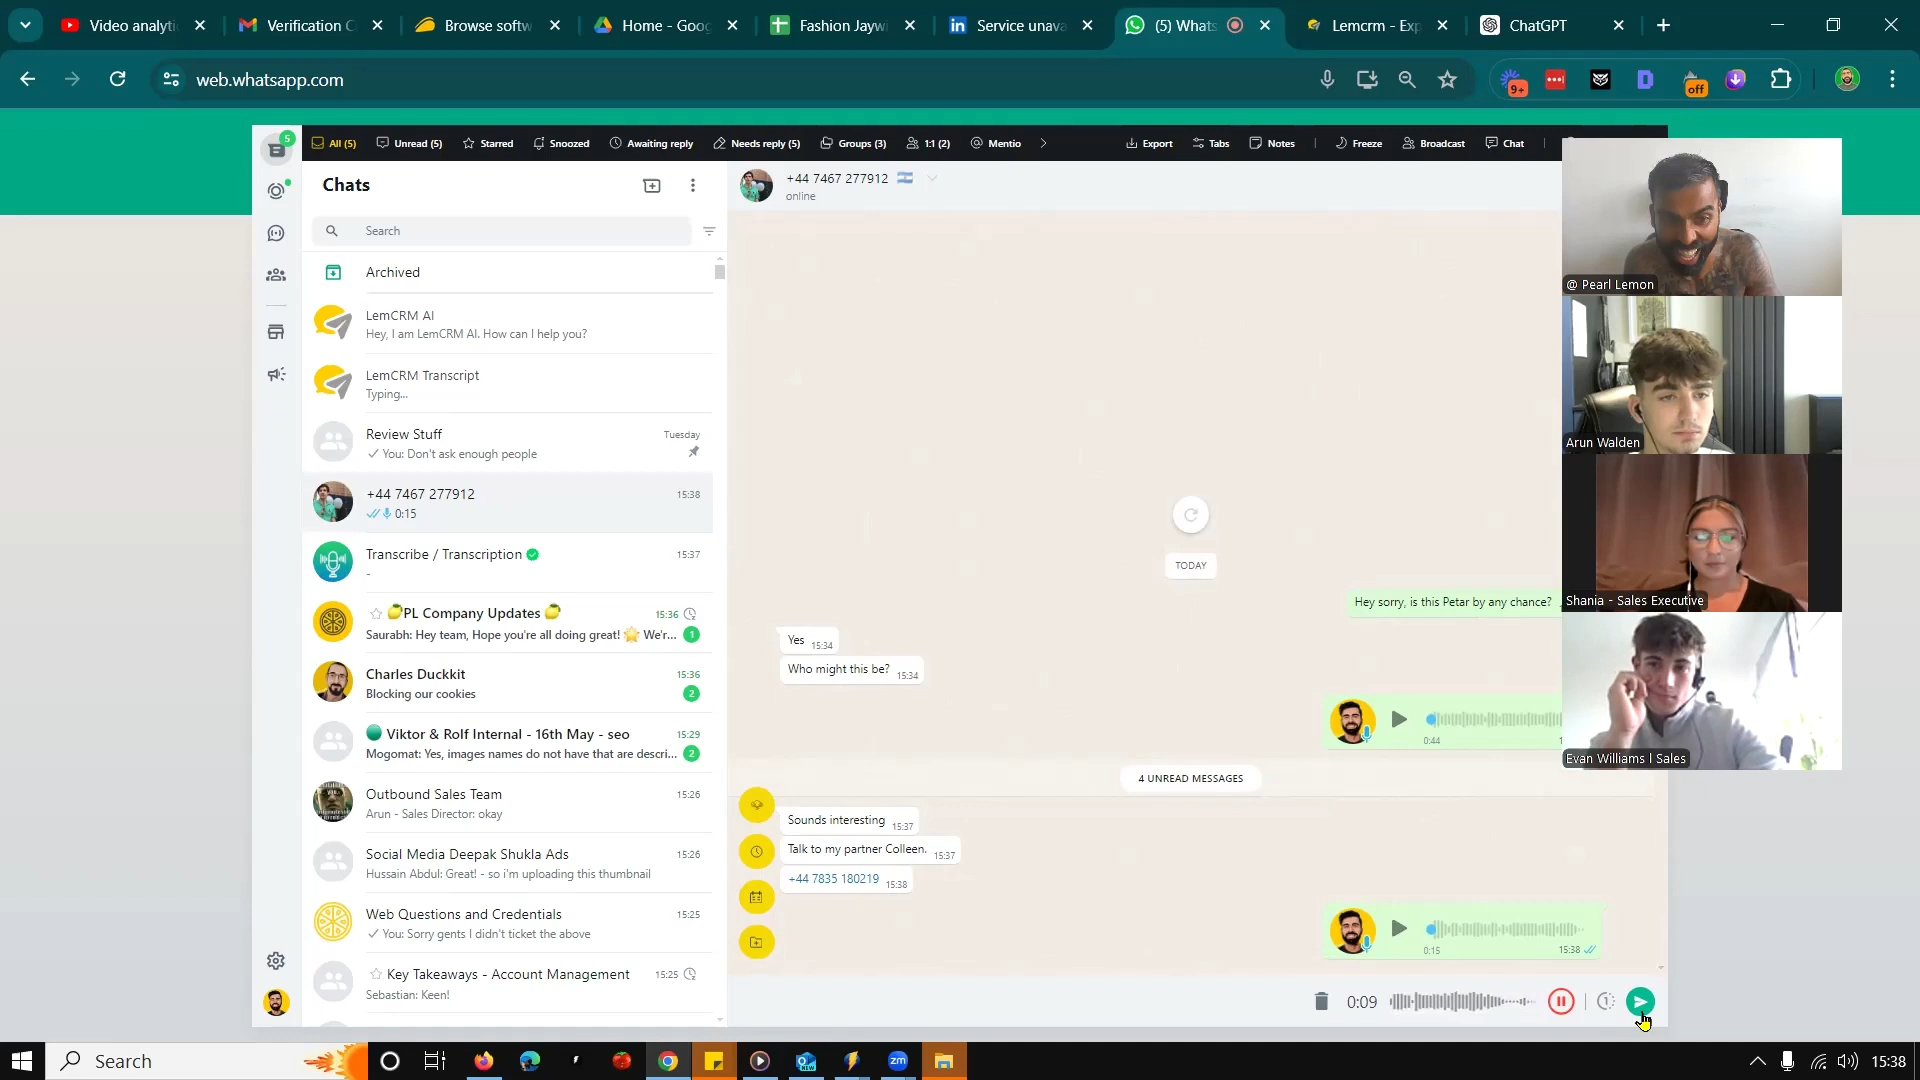 Video analyti
Verification C
Browse softw
Home - Goog
Fashion Jayw
Service unava
(5) Whats
Lemcrm - Exp
ChatGPT
web.whatsapp.com
9+
off
5
All (5)
Unread (5)
Starred
Snoozed
Awaiting reply
Needs reply (5)
Groups (3)
1:1 (2)
Mentio
Export
Tabs
Notes
Freeze
Broadcast
Chat
Chats
Search
Archived
LemCRM AI
Hey, I am LemCRM AI. How can I help you?
LemCRM Transcript
Typing...
Review Stuff
Tuesday
You: Don't ask enough people
+44 7467 277912
15:38
0:15
Transcribe / Transcription
15:37
-
PL Company Updates
15:36
Saurabh: Hey team, Hope you're all doing great! We'r...
1
Charles Duckkit
15:36
Blocking our cookies
2
Viktor & Rolf Internal - 16th May - seo
15:29
Mogomat: Yes, images names do not have that are descri...
2
Outbound Sales Team
15:26
Arun - Sales Director: okay
Social Media Deepak Shukla Ads
15:26
Hussain Abdul: Great! - so i'm uploading this thumbnail
Web Questions and Credentials
15:25
You: Sorry gents I didn't ticket the above
Key Takeaways - Account Management
15:25
Sebastian: Keen!
+44 7467 277912
online
TODAY
Hey sorry, is this Petar by any chance?
Yes 15:34
Who might this be? 15:34
0:44
4 UNREAD MESSAGES
Sounds interesting 15:37
Talk to my partner Colleen. 15:37
+44 7835 180219 15:38
0:15
15:38
0:09
@ Pearl Lemon
Arun Walden
Shania - Sales Executive
Evan Williams l Sales
Search
zm
NEW
15:38